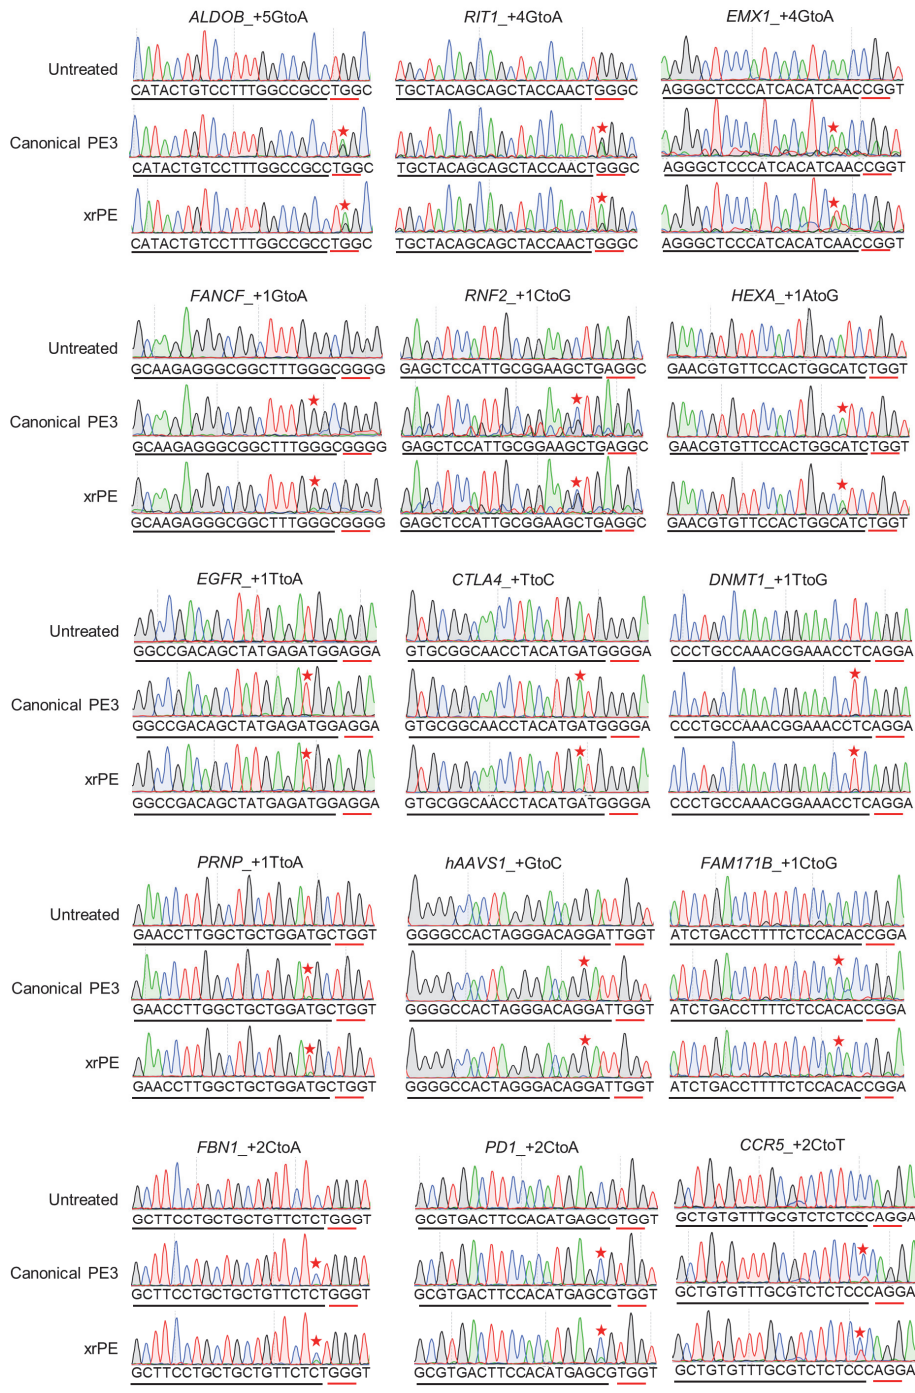 ALDOB_+5GtoA RIT1_+4GtoA EMX1_+4GtoA
Untreated
CATACTGTCCTTTGGCCGCCTGGC TGCTACAGCAGCTACCAACTGGGC AGGGCTCCCATCACATCAACCGGT
Canonical PE3
CATACTGTCCTTTGGCCGCCTGGC TGCTACAGCAGCTACCAACTGGGC AGGGCTCCCATCACATCAACCGGT
xrPE
CATACTGTCCTTTGGCCGCCTGGC TGCTACAGCAGCTACCAACTGGGC AGGGCTCCCATCACATCAACCGGT
FANCF_+1GtoA RNF2_+1CtoG HEXA_+1AtoG
Untreated
GCAAGAGGGCGGCTTTGGGCGGGG GAGCTCCATTGCGGAAGCTGAGGC GAACGTGTTCCACTGGCATCTGGT
Canonical PE3
GCAAGAGGGCGGCTTTGGGCGGGG GAGCTCCATTGCGGAAGCTGAGGC GAACGTGTTCCACTGGCATCTGGT
xrPE
GCAAGAGGGCGGCTTTGGGCGGGG GAGCTCCATTGCGGAAGCTGAGGC GAACGTGTTCCACTGGCATCTGGT
EGFR_+1TtoA CTLA4_+TtoC DNMT1_+1TtoG
Untreated
GGCCGACAGCTATGAGATGGAGGA GTGCGGCAACCTACATGATGGGGA CCCTGCCAAACGGAAACCTCAGGA
Canonical PE3
GGCCGACAGCTATGAGATGGAGGA GTGCGGCAACCTACATGATGGGGA CCCTGCCAAACGGAAACCTCAGGA
xrPE
GGCCGACAGCTATGAGATGGAGGA GTGCGGCAACCTACATGATGGGGA CCCTGCCAAACGGAAACCTCAGGA
PRNP_+1TtoA hAAVS1_+GtoC FAM171B_+1CtoG
Untreated
GAACCTTGGCTGCTGGATGCTGGT GGGGCCACTAGGGACAGGATTGGT ATCTGACCTTTTCTCCACACCGGA
Canonical PE3
GAACCTTGGCTGCTGGATGCTGGT GGGGCCACTAGGGACAGGATTGGT ATCTGACCTTTTCTCCACACCGGA
xrPE
GAACCTTGGCTGCTGGATGCTGGT GGGGCCACTAGGGACAGGATTGGT ATCTGACCTTTTCTCCACACCGGA
FBN1_+2CtoA PD1_+2CtoA CCR5_+2CtoT
Untreated
GCTTCCTGCTGCTGTTCTCTGGGT GCGTGACTTCCACATGAGCGTGGT GCTGTGTTTGCGTCTCTCCCAGGA
Canonical PE3
GCTTCCTGCTGCTGTTCTCTGGGT GCGTGACTTCCACATGAGCGTGGT GCTGTGTTTGCGTCTCTCCCAGGA
xrPE
GCTTCCTGCTGCTGTTCTCTGGGT GCGTGACTTCCACATGAGCGTGGT GCTGTGTTTGCGTCTCTCCCAGGA